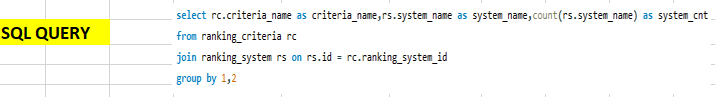 select rc.criteria_name as criteria_name,rs.system_name as system_name,count(rs.system_name) as system_cnt
SQL QUERY
from ranking_criteria rc
join ranking_system rs on rs.id = rc.ranking_system_id
group by 1,2